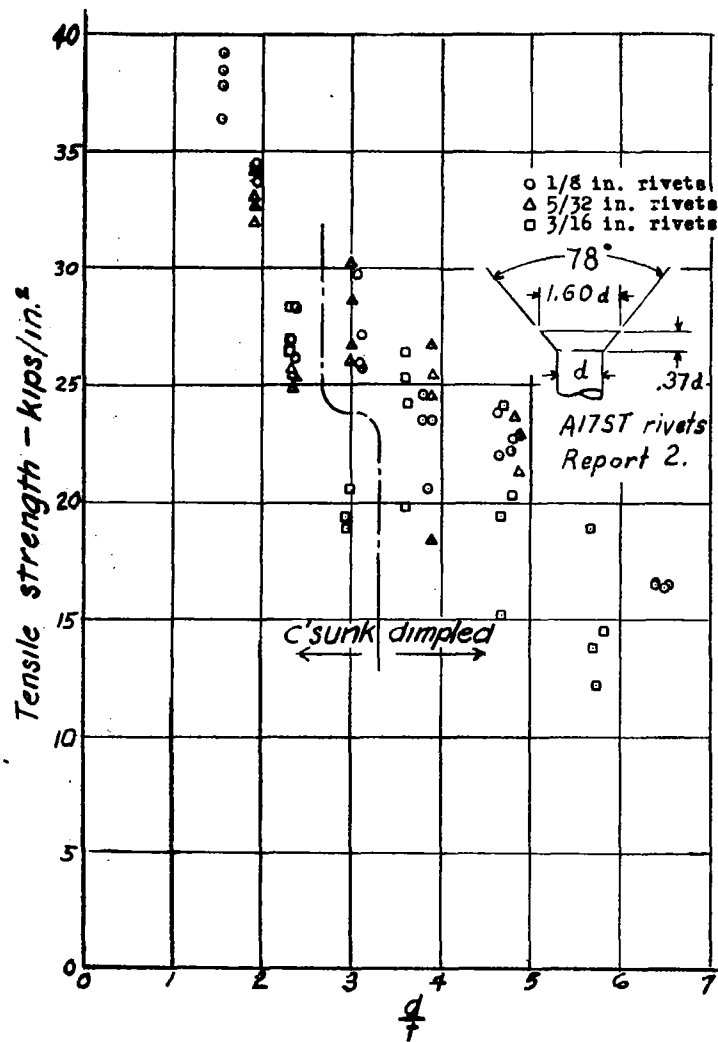 Tensile strength – kips/in.²
40
35
30
25
20
15
10
5
0
0 1 2 3 4 5 6 7
d/t
○ 1/8 in. rivets
△ 5/32 in. rivets
□ 3/16 in. rivets
78°
1.60 d
d
.37d
A17ST rivets
Report 2.
c'sunk dimpled